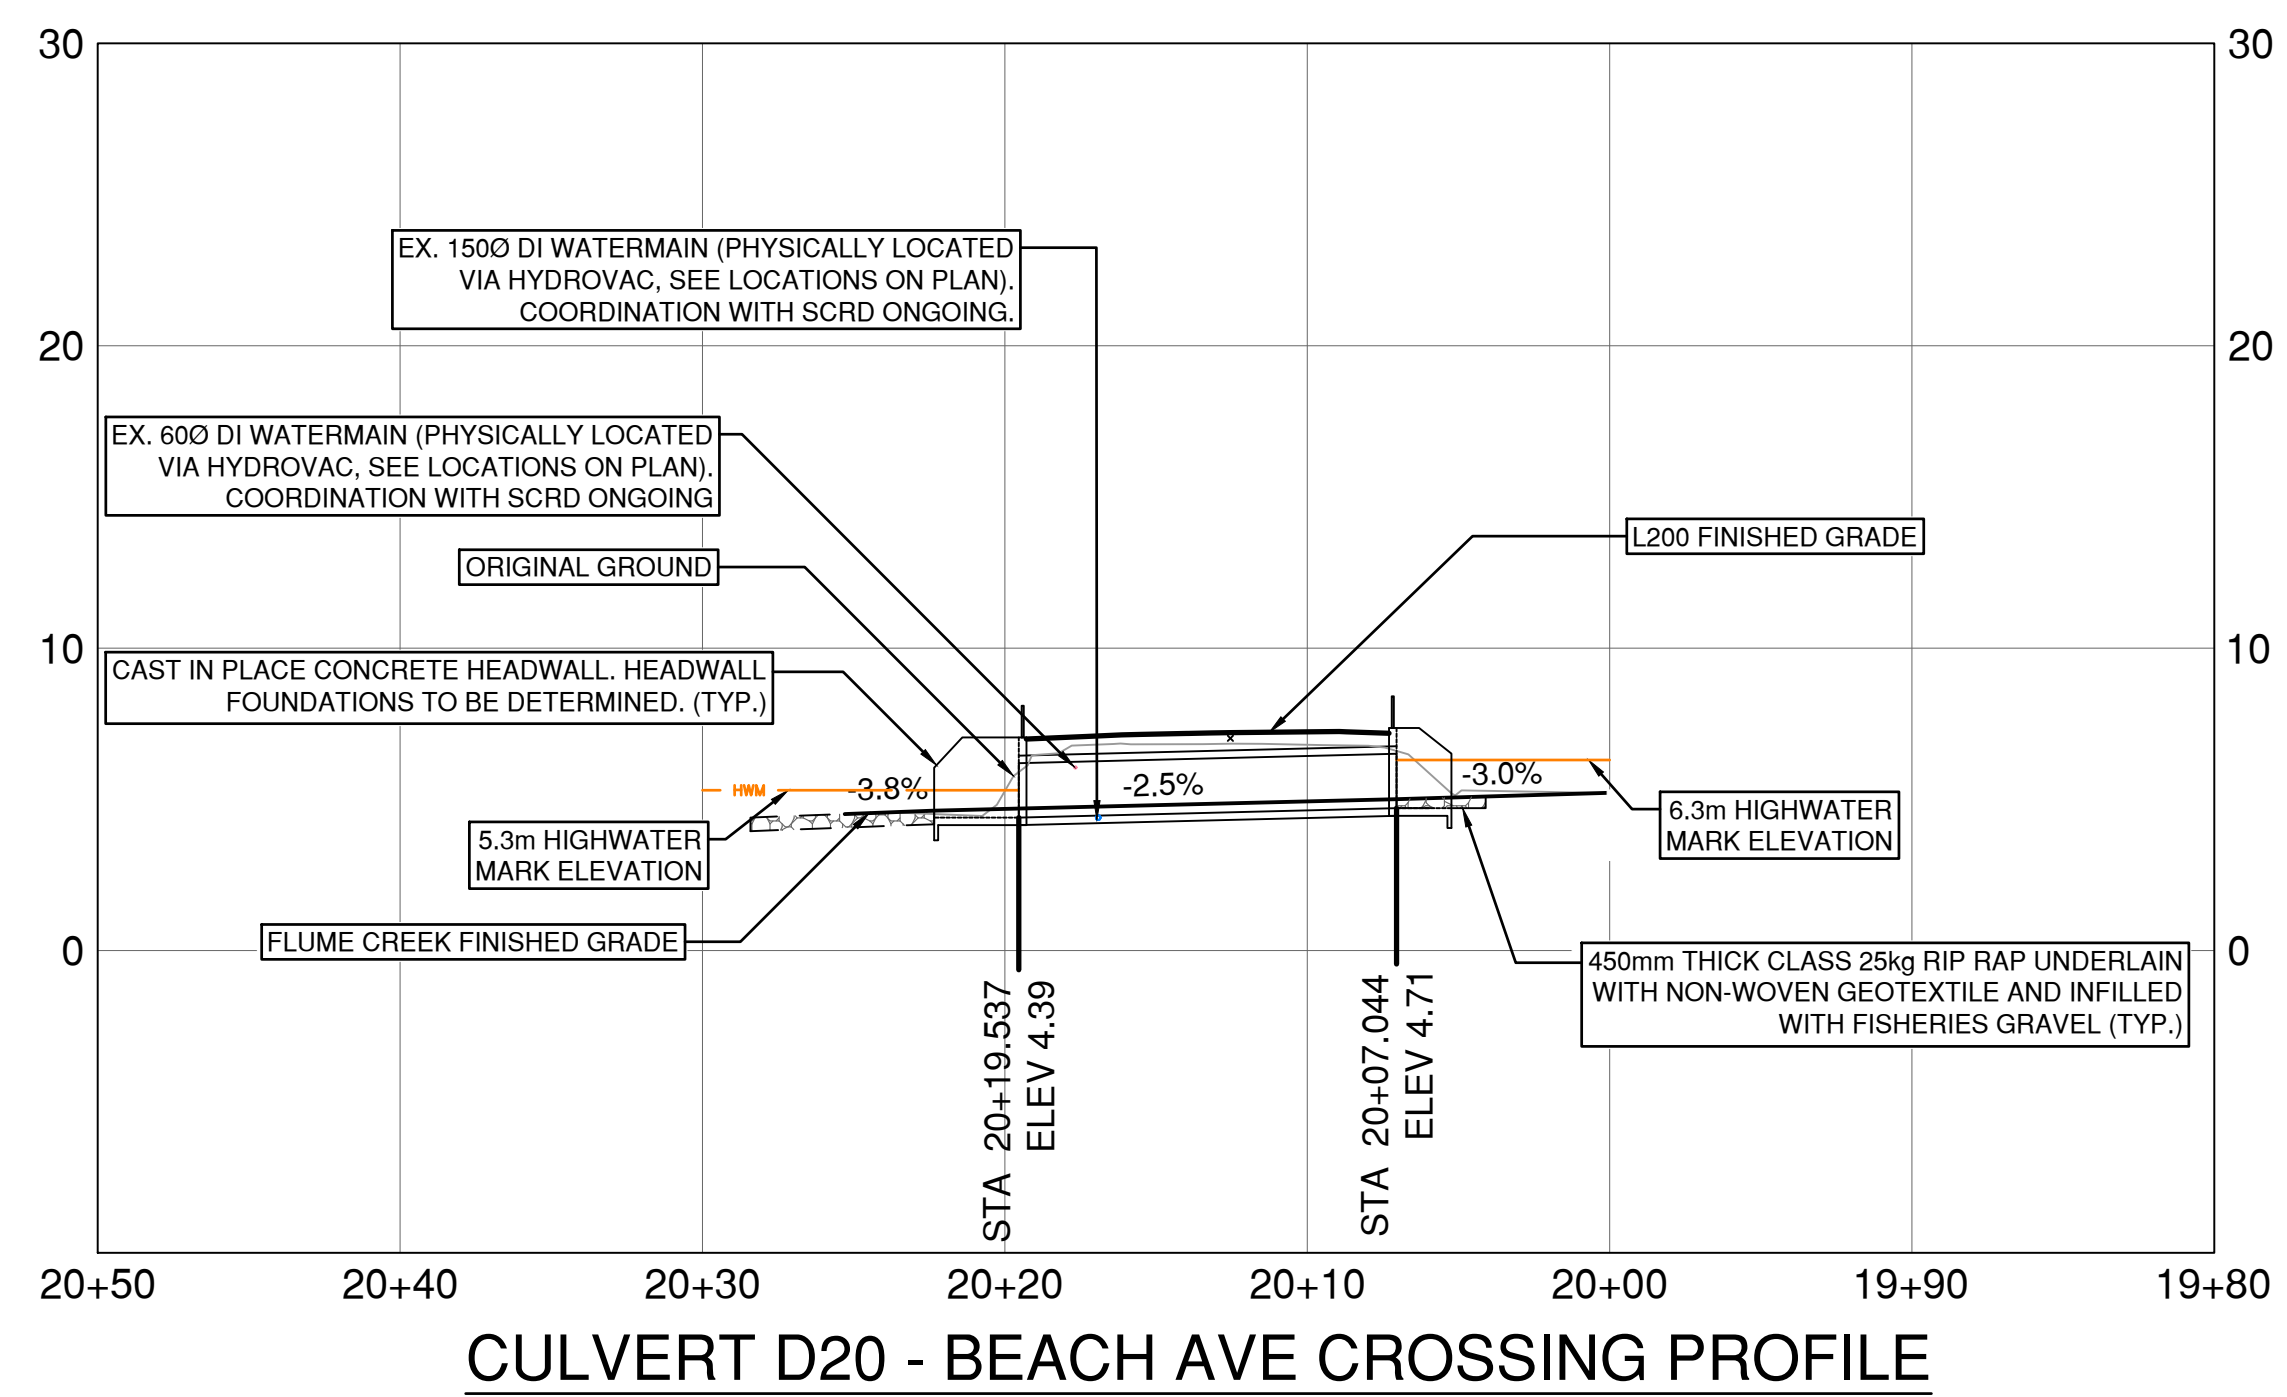 30
30
EX. 150Ø DI WATERMAIN (PHYSICALLY LOCATED
VIA HYDROVAC, SEE LOCATIONS ON PLAN).
COORDINATION WITH SCRD ONGOING.
20
20
EX. 60Ø DI WATERMAIN (PHYSICALLY LOCATED
VIA HYDROVAC, SEE LOCATIONS ON PLAN).
COORDINATION WITH SCRD ONGOING
L200 FINISHED GRADE
ORIGINAL GROUND
10
10
CAST IN PLACE CONCRETE HEADWALL. HEADWALL
FOUNDATIONS TO BE DETERMINED. (TYP.)
HWM
-3.8%
-2.5%
-3.0%
5.3m HIGHWATER
MARK ELEVATION
6.3m HIGHWATER
MARK ELEVATION
FLUME CREEK FINISHED GRADE
0
0
450mm THICK CLASS 25kg RIP RAP UNDERLAIN
WITH NON-WOVEN GEOTEXTILE AND INFILLED
WITH FISHERIES GRAVEL (TYP.)
STA 20+19.537
ELEV 4.39
STA 20+07.044
ELEV 4.71
20+50
20+40
20+30
20+20
20+10
20+00
19+90
19+80
CULVERT D20 - BEACH AVE CROSSING PROFILE